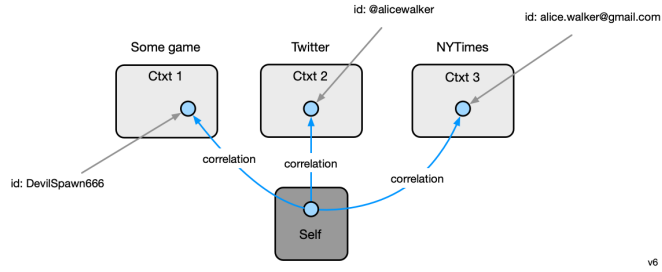 id: @alicewalker
id: alice.walker@gmail.com
Some game
Twitter
NYTimes
Ctxt 1
Ctxt 2
Ctxt 3
correlation
correlation
correlation
id: DevilSpawn666
Self
v6